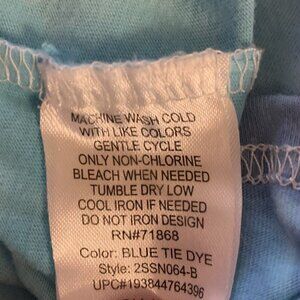 MACHINE WASH COLD
WITH LIKE COLORS
GENTLE CYCLE
ONLY NON-CHLORINE
BLEACH WHEN NEEDED
TUMBLE DRY LOW
COOL IRON IF NEEDED
DO NOT IRON DESIGN
RN#71868
Color: BLUE TIE DYE
Style: 2SSN064-B
UPC#193844764396